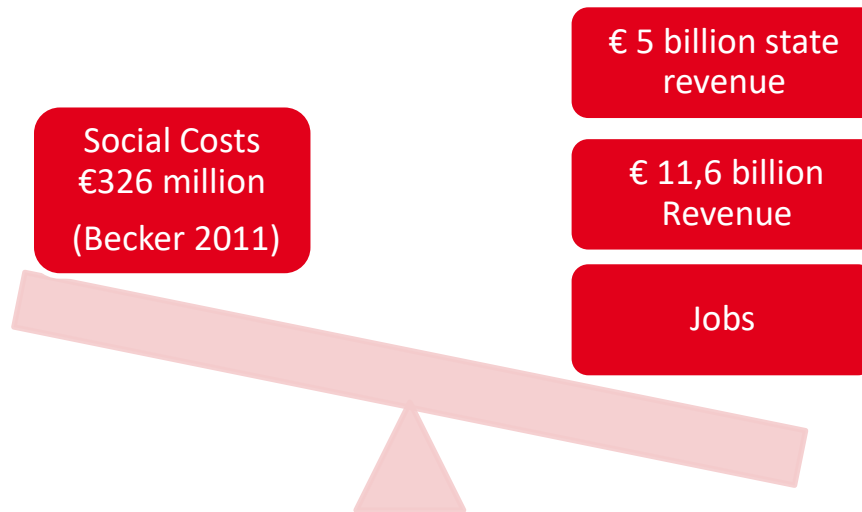 Social Costs
€326 million
(Becker 2011)
€ 5 billion state
revenue
€ 11,6 billion
Revenue
Jobs